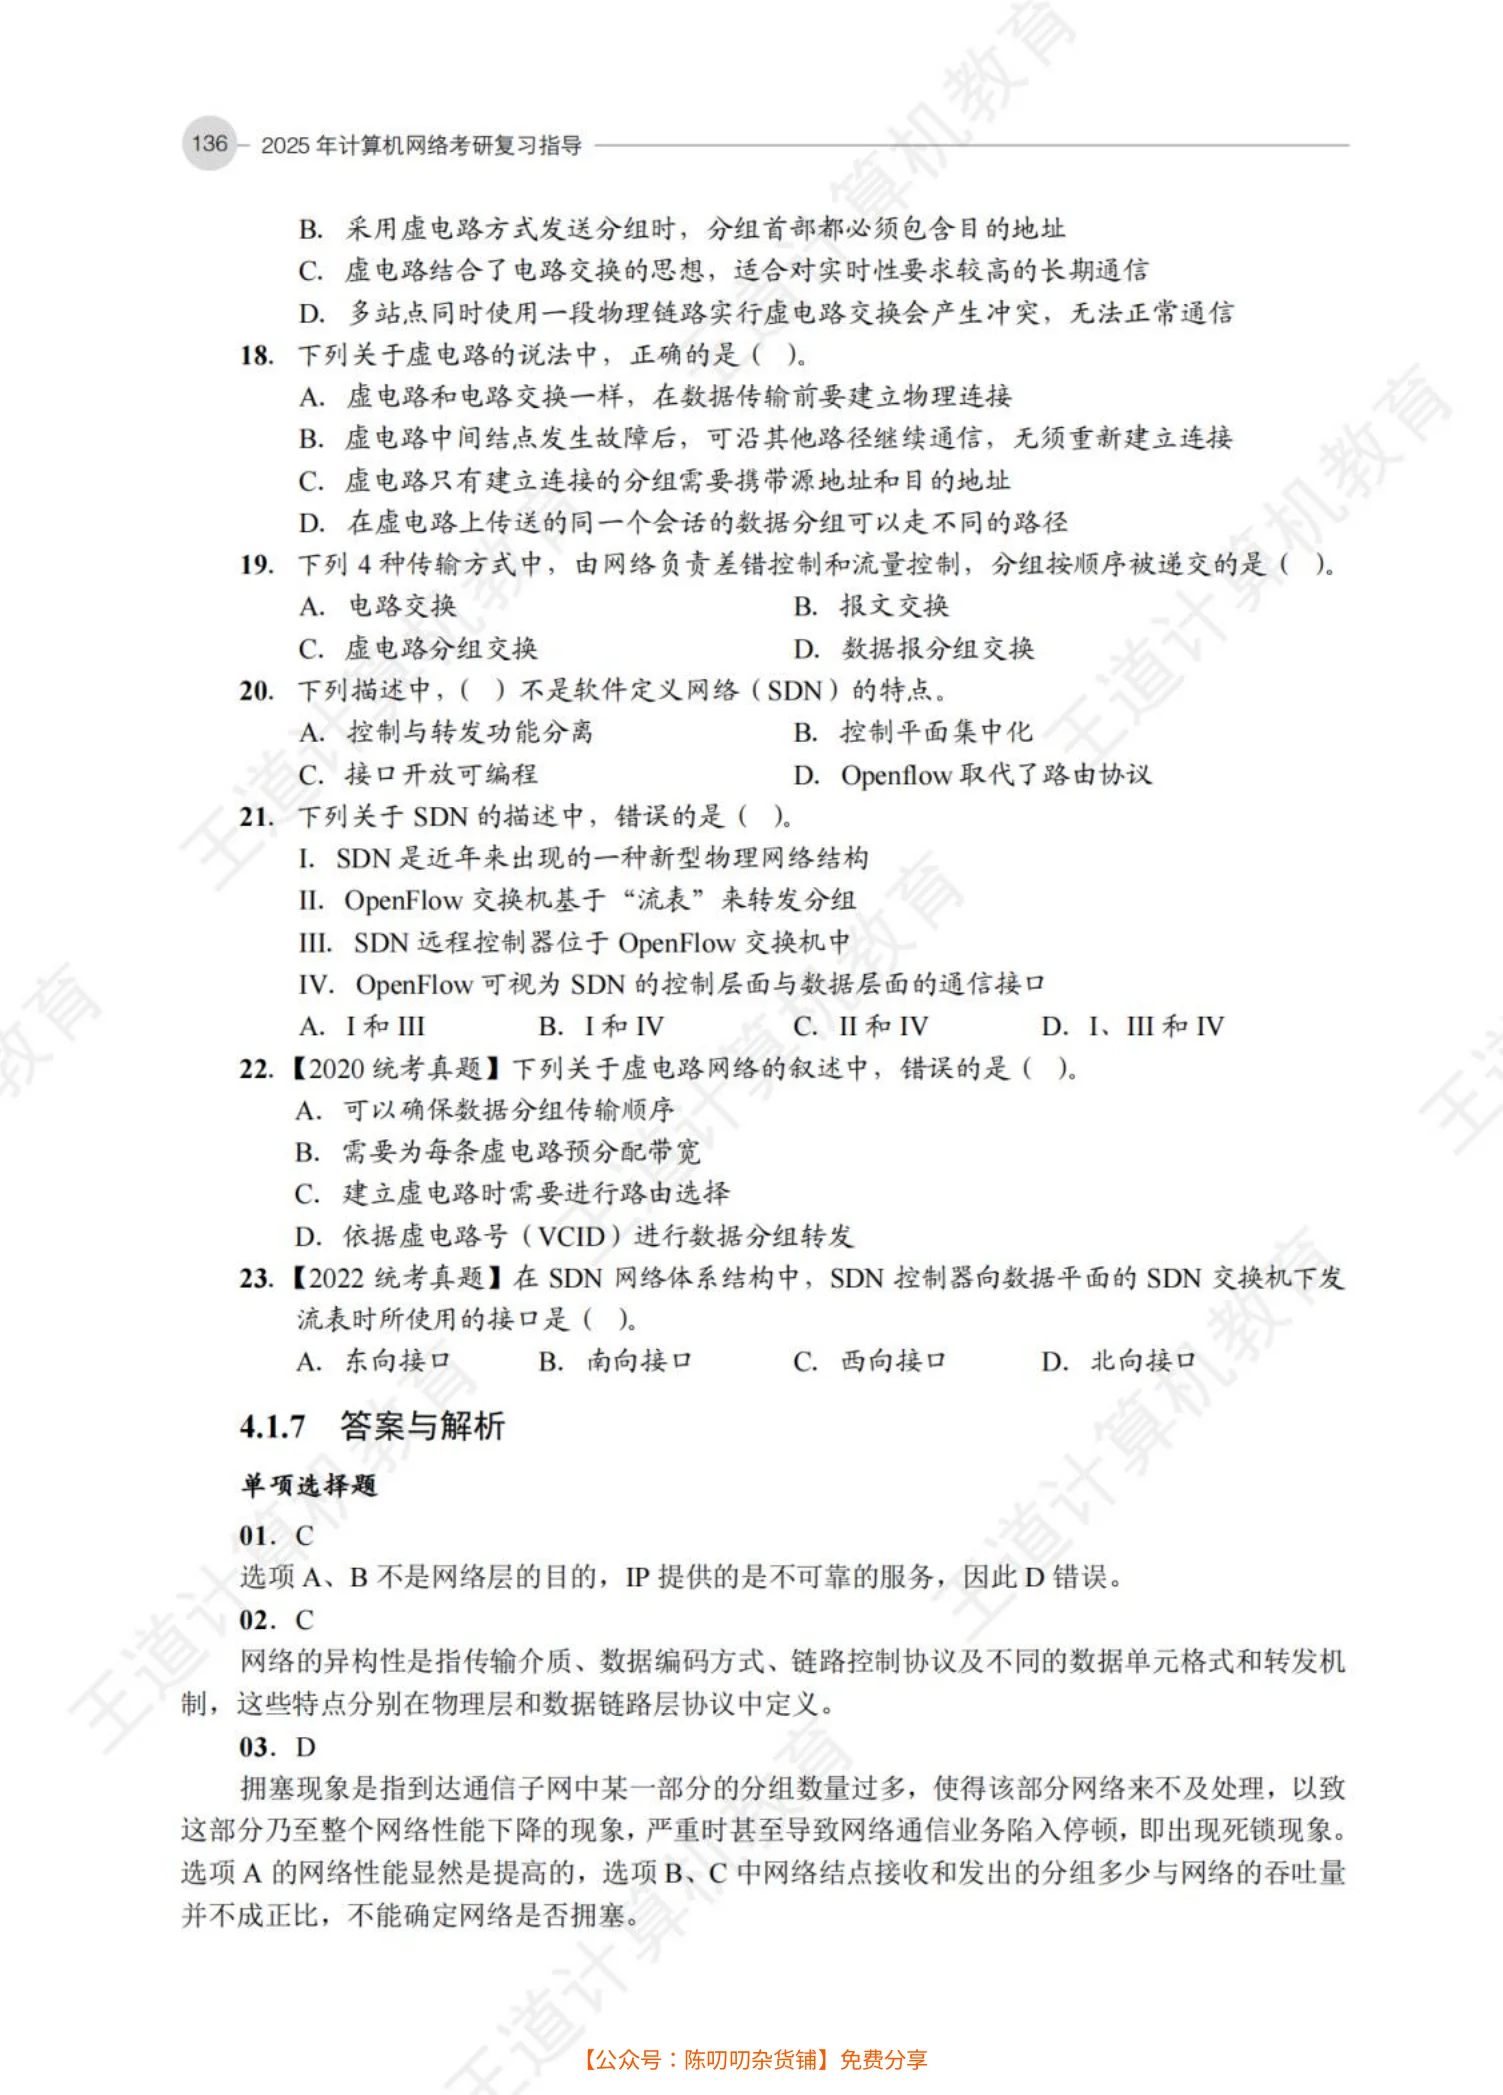 136 2025 年计算机网络考研复习指导
B. 采用虚电路方式发送分组时，分组首部都必须包含目的地址
C. 虚电路结合了电路交换的思想，适合对实时性要求较高的长期通信
D. 多站点同时使用一段物理链路实行虚电路交换会产生冲突，无法正常通信
18. 下列关于虚电路的说法中，正确的是（ ）。
A. 虚电路和电路交换一样，在数据传输前要建立物理连接
B. 虚电路中间结点发生故障后，可沿其他路径继续通信，无须重新建立连接
C. 虚电路只有建立连接的分组需要携带源地址和目的地址
D. 在虚电路上传送的同一个会话的数据分组可以走不同的路径
19. 下列 4 种传输方式中，由网络负责差错控制和流量控制，分组按顺序被递交的是（ ）。
A. 电路交换 B. 报文交换
C. 虚电路分组交换 D. 数据报分组交换
20. 下列描述中，（ ）不是软件定义网络（SDN）的特点。
A. 控制与转发功能分离 B. 控制平面集中化
C. 接口开放可编程 D. Openflow 取代了路由协议
21. 下列关于 SDN 的描述中，错误的是（ ）。
I. SDN 是近年来出现的一种新型物理网络结构
II. OpenFlow 交换机基于“流表”来转发分组
III. SDN 远程控制器位于 OpenFlow 交换机中
IV. OpenFlow 可视为 SDN 的控制层面与数据层面的通信接口
A. I 和 III B. I 和 IV C. II 和 IV D. I、III 和 IV
22. 【2020 统考真题】下列关于虚电路网络的叙述中，错误的是（ ）。
A. 可以确保数据分组传输顺序
B. 需要为每条虚电路预分配带宽
C. 建立虚电路时需要进行路由选择
D. 依据虚电路号（VCID）进行数据分组转发
23. 【2022 统考真题】在 SDN 网络体系结构中，SDN 控制器向数据平面的 SDN 交换机下发
流表时所使用的接口是（ ）。
A. 东向接口 B. 南向接口 C. 西向接口 D. 北向接口
4.1.7 答案与解析
单项选择题
01. C
选项 A、B 不是网络层的目的，IP 提供的是不可靠的服务，因此 D 错误。
02. C
网络的异构性是指传输介质、数据编码方式、链路控制协议及不同的数据单元格式和转发机
制，这些特点分别在物理层和数据链路层协议中定义。
03. D
拥塞现象是指到达通信子网中某一部分的分组数量过多，使得该部分网络来不及处理，以致
这部分乃至整个网络性能下降的现象，严重时甚至导致网络通信业务陷入停顿，即出现死锁现象。
选项 A 的网络性能显然是提高的，选项 B、C 中网络结点接收和发出的分组多少与网络的吞吐量
并不成正比，不能确定网络是否拥塞。
【公众号：陈叨叨杂货铺】免费分享